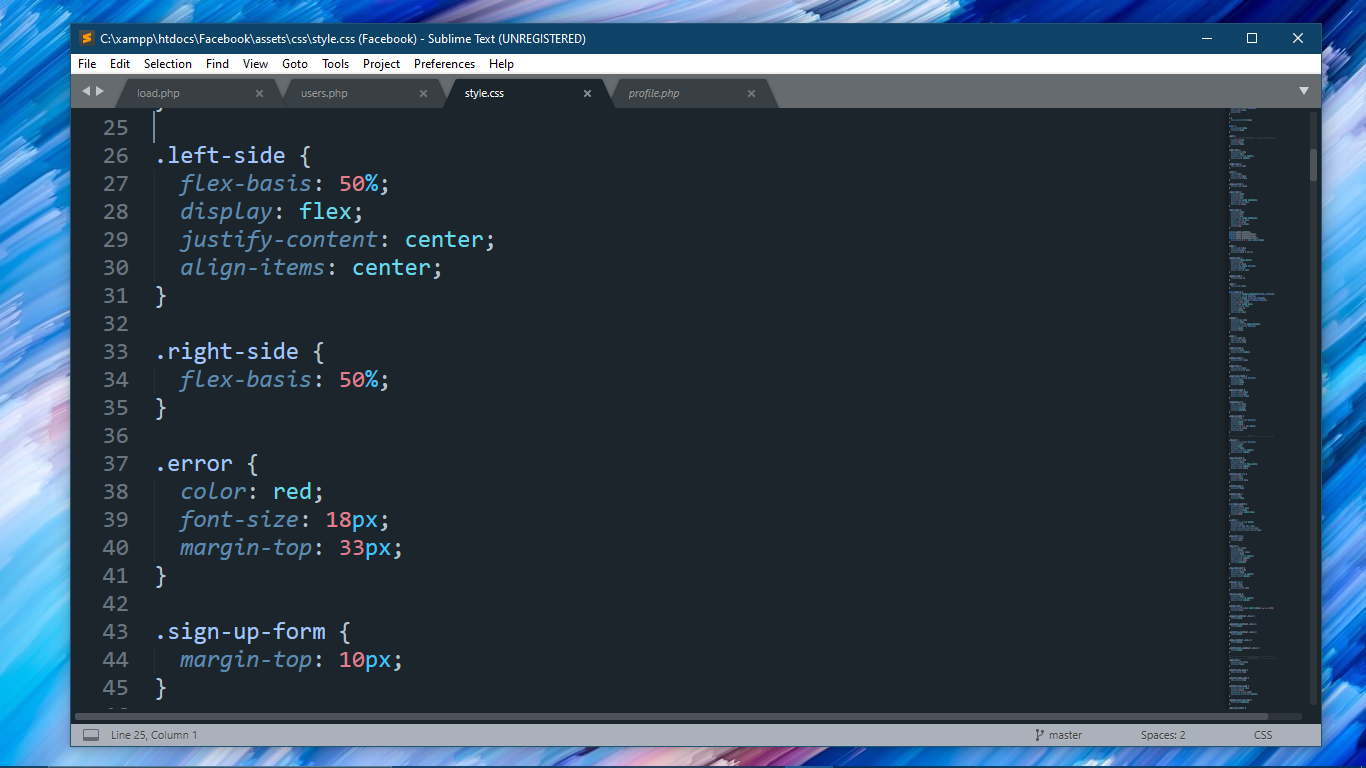 C:\xampp\htdocs\Facebook\assets\css\style.css (Facebook) - Sublime Text (UNREGISTERED)
File Edit Selection Find View Goto Tools Project Preferences Help
load.php users.php style.css profile.php
25
26 .left-side {
27 flex-basis: 50%;
28 display: flex;
29 justify-content: center;
30 align-items: center;
31 }
32
33 .right-side {
34 flex-basis: 50%;
35 }
36
37 .error {
38 color: red;
39 font-size: 18px;
40 margin-top: 33px;
41 }
42
43 .sign-up-form {
44 margin-top: 10px;
45 }
Line 25, Column 1 master Spaces: 2 CSS